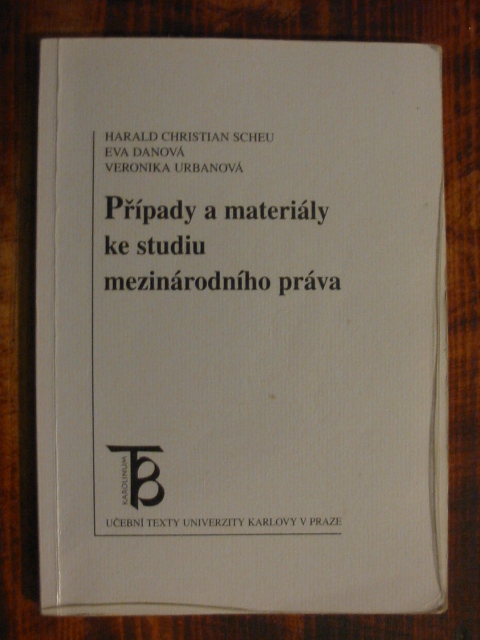 HARALD CHRISTIAN SCHEU
EVA DANOVÁ
VERONIKA URBANOVÁ
Případy a materiály
ke studiu
mezinárodního práva
KAROLINUM
UČEBNÍ TEXTY UNIVERZITY KARLOVY V PRAZE